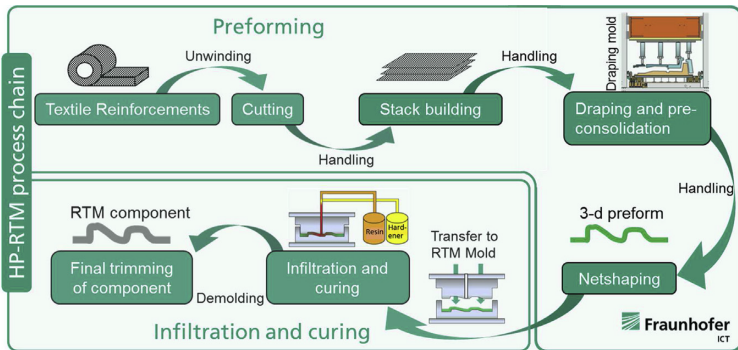 HP-RTM process chain
Preforming
Textile Reinforcements
Unwinding
Cutting
Handling
Stack building
Handling
Draping mold
Draping and pre-
consolidation
Handling
3-d preform
Netshaping
Transfer to
RTM Mold
Resin
Hard-
ener
Infiltration and
curing
Demolding
RTM component
Final trimming
of component
Infiltration and curing
Fraunhofer
ICT